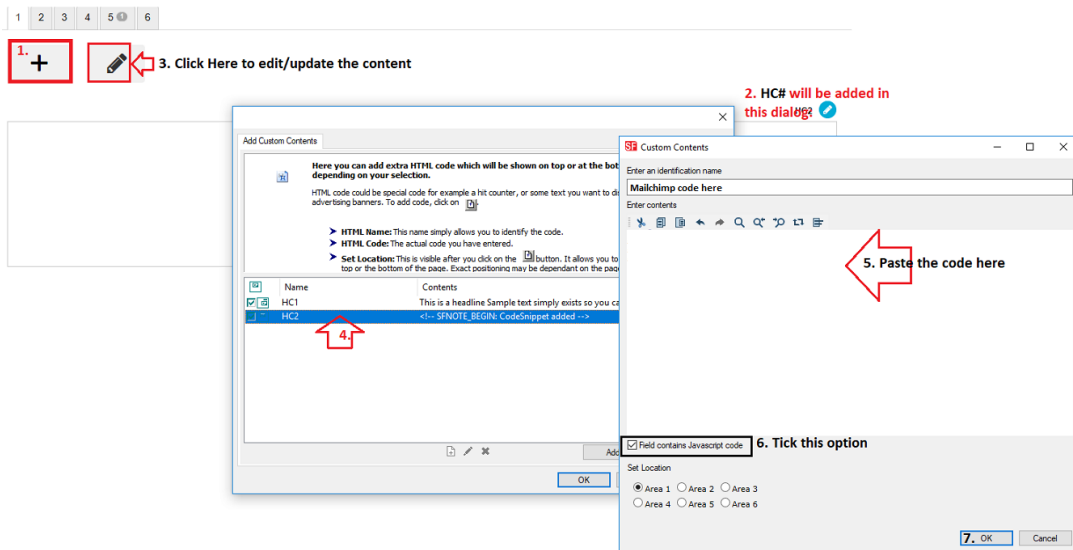 1 2 3 4 5 1 6
1.
+
3. Click Here to edit/update the content
2. HC# will be added in
this dialog.
HC2
Add Custom Contents
Here you can add extra HTML code which will be shown on top or at the bot
depending on your selection.
HTML code could be special code for example a hit counter, or some text you want to di
advertising banners. To add code, click on
HTML Name: This name simply allows you to identify the code.
HTML Code: The actual code you have entered.
Set Location: This is visible after you click on the button. It allows you to
top or the bottom of the page. Exact positioning may be dependant on the pag
Name Contents
HC1 This is a headline Sample text simply exists so you ca
HC2 <!-- SFNOTE_BEGIN: CodeSnippet added -->
4.
Add
OK
SF Custom Contents
Enter an identification name
Mailchimp code here
Enter contents
5. Paste the code here
Field contains Javascript code
6. Tick this option
Set Location
Area 1 Area 2 Area 3
Area 4 Area 5 Area 6
7. OK Cancel